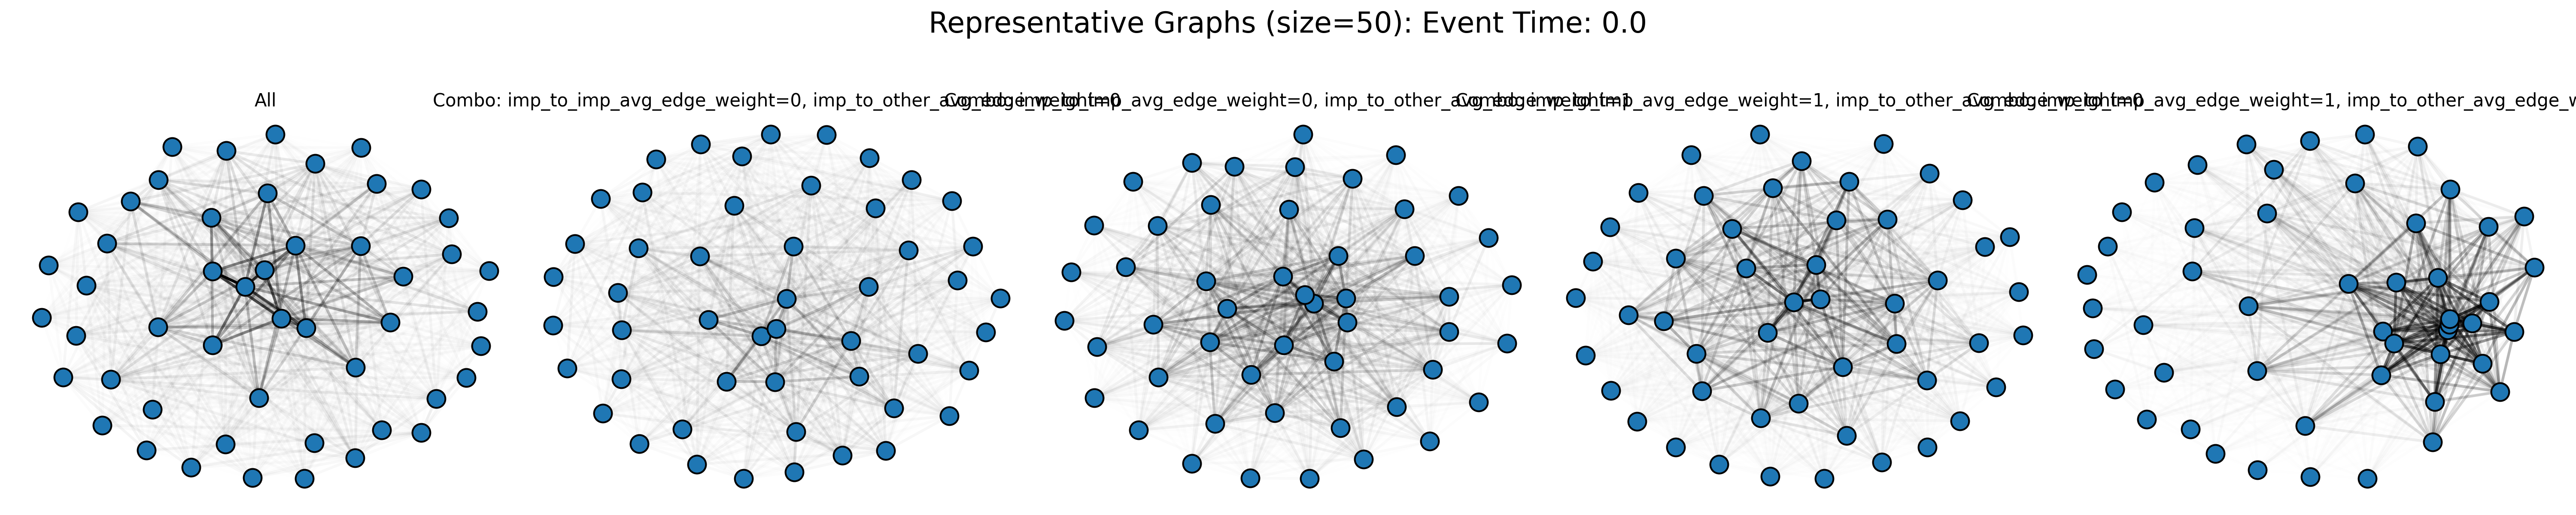 Representative Graphs (size=50): Event Time: 0.0
All
Combo: imp_to_imp_avg_edge_weight=0, imp_to_other_avg_edge_weight=0
Combo: imp_to_imp_avg_edge_weight=0, imp_to_other_avg_edge_weight=1
Combo: imp_to_imp_avg_edge_weight=1, imp_to_other_avg_edge_weight=0
Combo: imp_to_imp_avg_edge_weight=1, imp_to_other_avg_edge_w